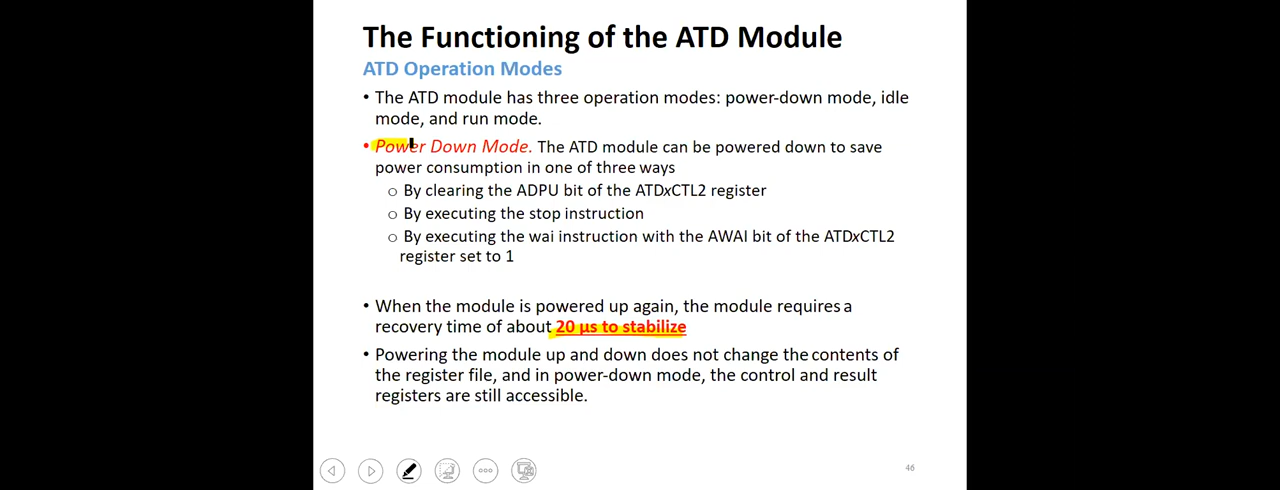 The Functioning of the ATD Module
ATD Operation Modes
• The ATD module has three operation modes: power-down mode, idle
mode, and run mode.
• Power Down Mode. The ATD module can be powered down to save
power consumption in one of three ways
o By clearing the ADPU bit of the ATDxCTL2 register
o By executing the stop instruction
o By executing the wai instruction with the AWAI bit of the ATDxCTL2
register set to 1
• When the module is powered up again, the module requires a
recovery time of about 20 µs to stabilize
• Powering the module up and down does not change the contents of
the register file, and in power-down mode, the control and result
registers are still accessible.
46